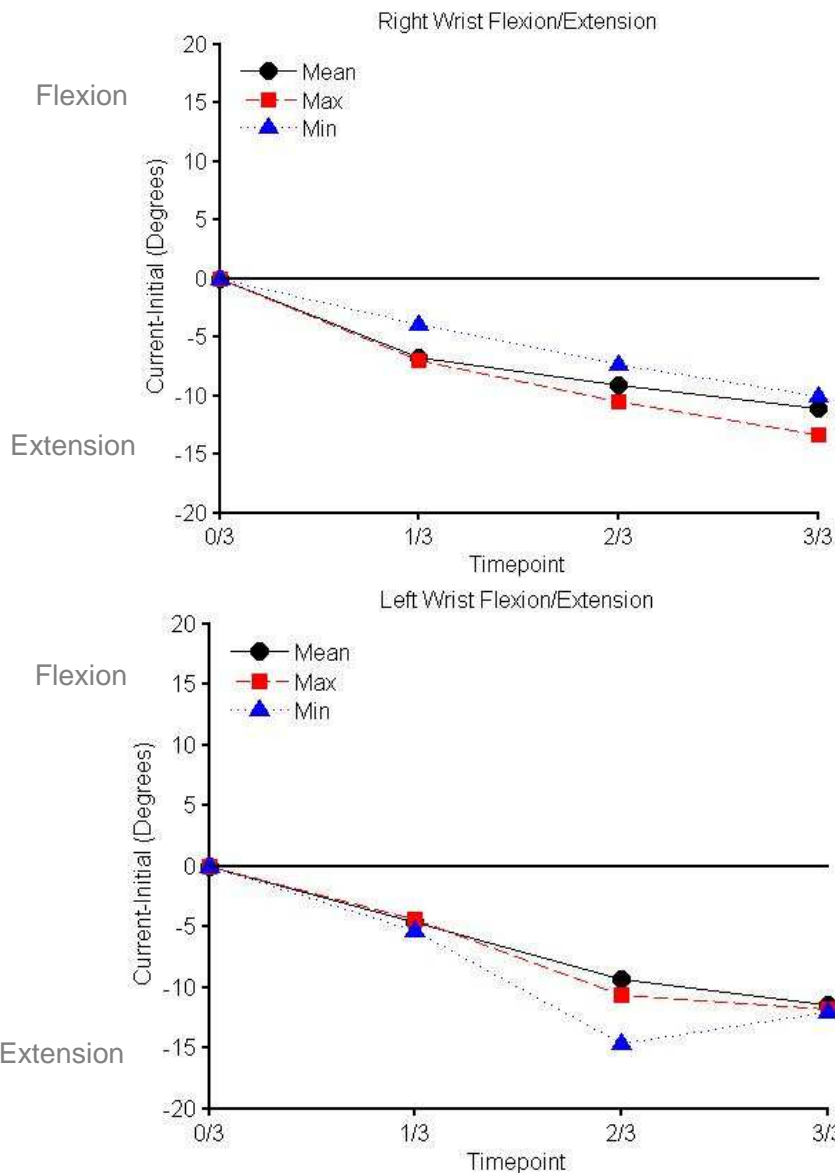 Right Wrist Flexion/Extension
20
Mean
Flexion
15
Max
Min
10
5
Current-Initial (Degrees)
0
-5
-10
Extension
-15
-20
0/3 1/3 2/3 3/3
Timepoint
Left Wrist Flexion/Extension
20
Mean
Flexion
15
Max
Min
10
5
Current-Initial (Degrees)
0
-5
-10
-15
Extension
-20
0/3 1/3 2/3 3/3
Timepoint